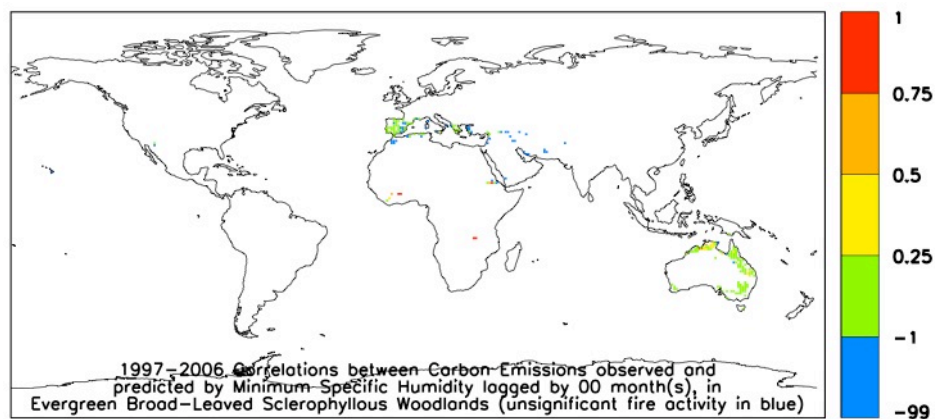 1
0.75
0.5
0.25
-1
-99
1997-2006 Correlations between Carbon Emissions observed and
predicted by Minimum Specific Humidity lagged by 00 month(s), in
Evergreen Broad-Leaved Sclerophyllous Woodlands (unsignificant fire activity in blue)